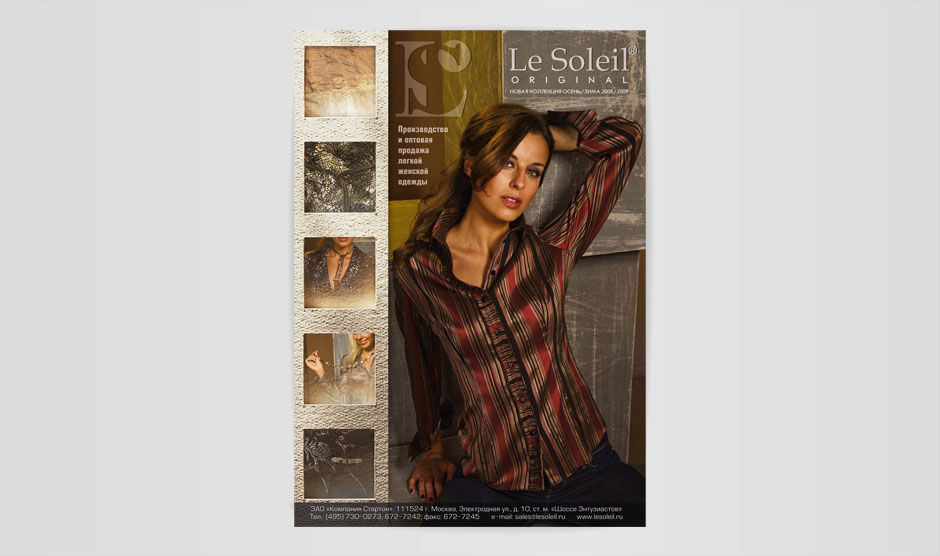 LS
Le Soleil®
ORIGINAL
НОВАЯ КОЛЛЕКЦИЯ ОСЕНЬ/ЗИМА 2008/2009
Производство
и оптовая
продажа
легкой
женской
одежды
ЗАО «Компания Стархон», 111524 г. Москва, Электродная ул., д. 10, ст. м. «Шоссе Энтузиастов»
Тел. (495) 730-0273, 672-7242; факс: 672-7245 e-mail: sales@lesoleil.ru www.lesoleil.ru